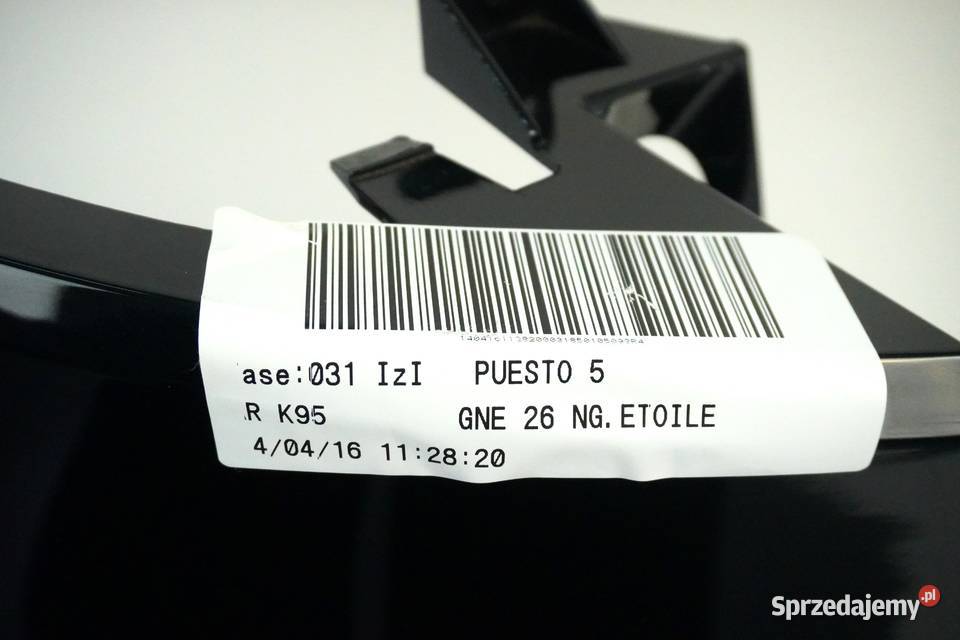 ase:031 IzI PUESTO 5
R K95 GNE 26 NG.ETOILE
4/04/16 11:28:20
Sprzedajemy.pl